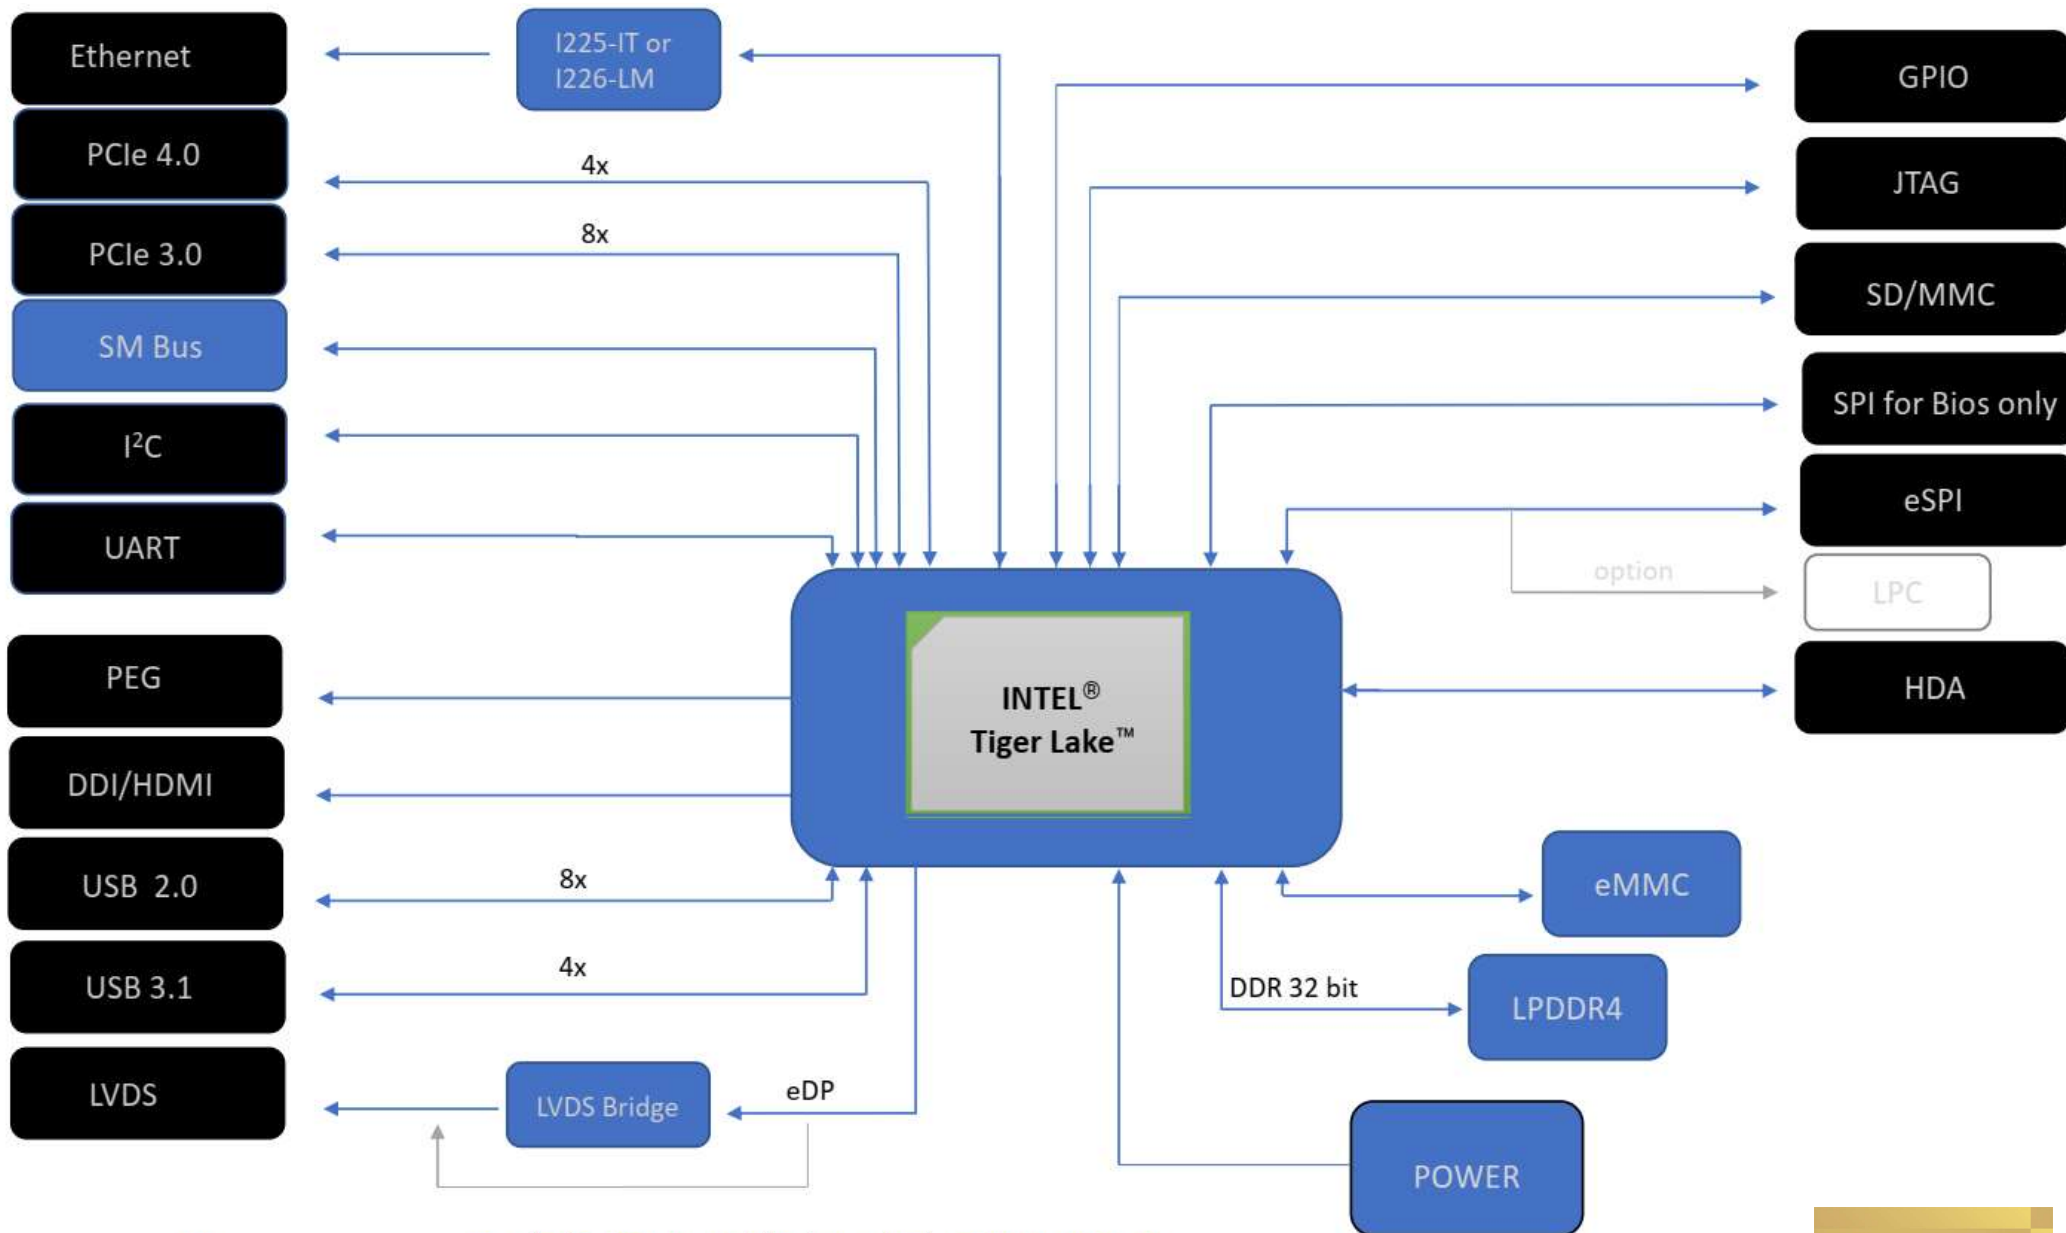 Ethernet
PCIe 4.0
PCIe 3.0
SM Bus
I²C
UART
PEG
DDI/HDMI
USB 2.0
USB 3.1
LVDS
I225-IT or
I226-LM
4x
8x
INTEL®
Tiger Lake™
8x
4x
LVDS Bridge
eDP
GPIO
JTAG
SD/MMC
SPI for Bios only
eSPI
option
LPC
HDA
eMMC
DDR 32 bit
LPDDR4
POWER